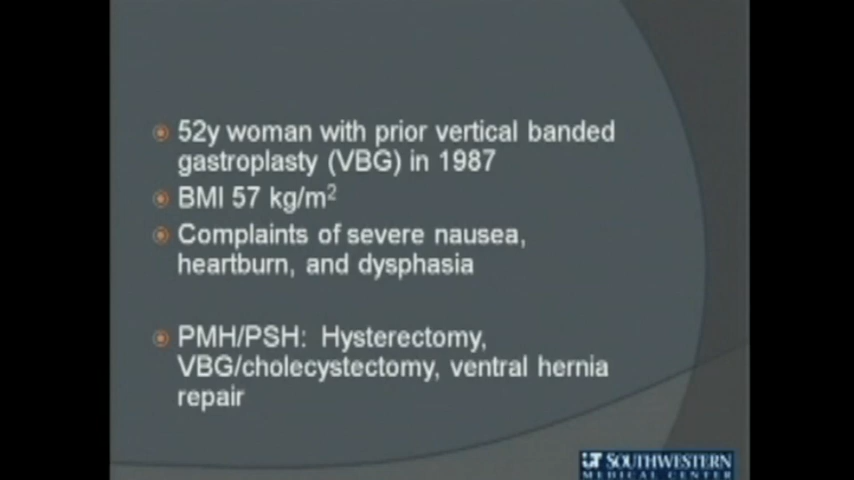 52y woman with prior vertical banded
gastroplasty (VBG) in 1987
BMI 57 kg/m²
Complaints of severe nausea,
heartburn, and dysphasia
PMH/PSH: Hysterectomy,
VBG/cholecystectomy, ventral hernia
repair
UT SOUTHWESTERN
MEDICAL CENTER